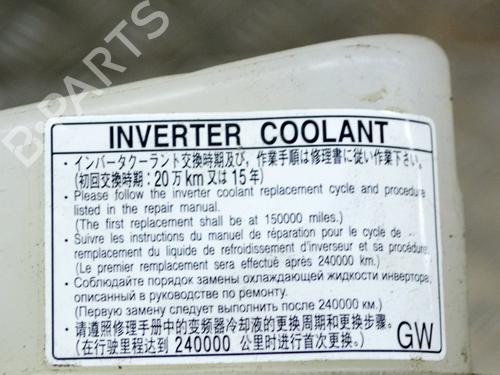 B-PARTS
INVERTER COOLANT
・インバータクーラント交換時期及び，作業手順は修理書に従い作業下さい。
(初回交換時期：20万km又は15年)
• Please follow the inverter coolant replacement cycle and procedure
listed in the repair manual.
(The first replacement shall be at 150000 miles.)
• Suivre les instructions du manuel de réparation pour le cycle de
remplacement du liquide de refroidissement d'inverseur et sa procédure.
(Le premier remplacement sera effectué après 240000 km.)
• Соблюдайте порядок замены охлаждающей жидкости инвертора,
описанный в руководстве по ремонту.
(Первую замену следует выполнить после 240000 км.)
• 请遵照修理手册中的变频器冷却液的更换周期和更换步骤。
(在行驶里程达到 240000 公里时进行首次更换。)
GW